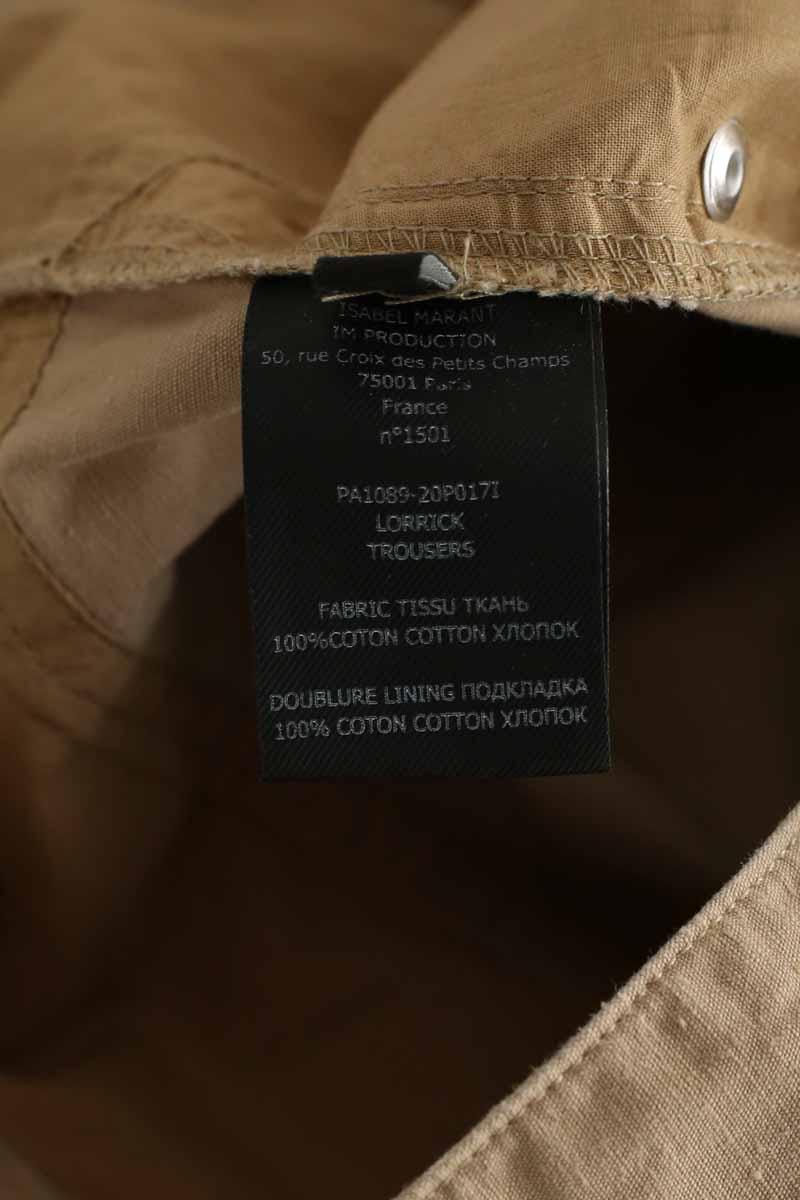 ISABEL MARANT
IM PRODUCTION
50, rue Croix des Petits Champs
75001 Paris
France
n°1501
PA1089-20P017I
LORRICK
TROUSERS
FABRIC TISSU ТКАНЬ
100%COTON COTTON ХЛОПОК
DOUBLURE LINING ПОДКЛАДКА
100% COTON COTTON ХЛОПОК